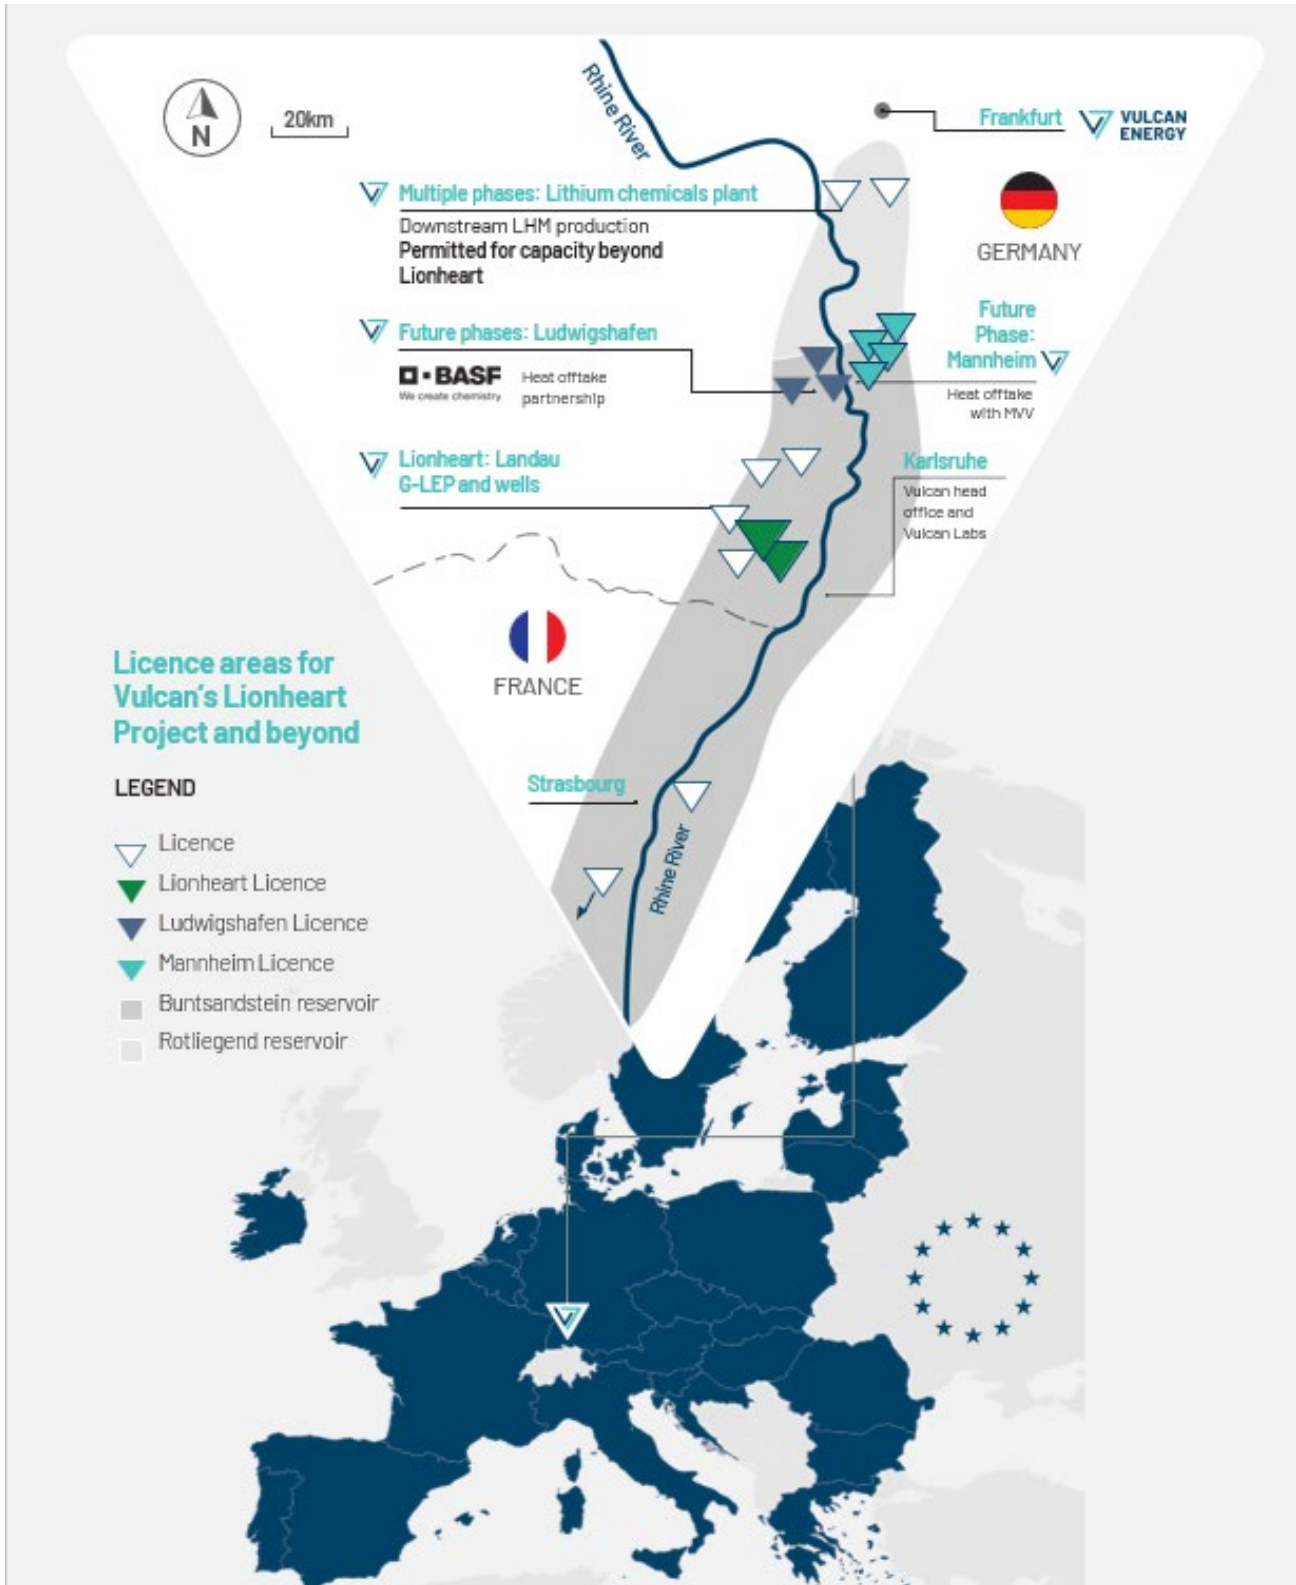 N
20km
Rhine River
Frankfurt
VULCAN
ENERGY
Multiple phases: Lithium chemicals plant
Downstream LHM production
Permitted for capacity beyond
Lionheart
GERMANY
Future phases: Ludwigshafen
BASF
We create chemistry
Heat offtake
partnership
Future
Phase:
Mannheim
Heat offtake
with MVV
Lionheart: Landau
G-LEP and wells
Karlsruhe
Vulcan head
office and
Vulcan Labs
FRANCE
Licence areas for
Vulcan's Lionheart
Project and beyond
Strasbourg
Rhine River
LEGEND
Licence
Lionheart Licence
Ludwigshafen Licence
Mannheim Licence
Buntsandstein reservoir
Rotliegend reservoir